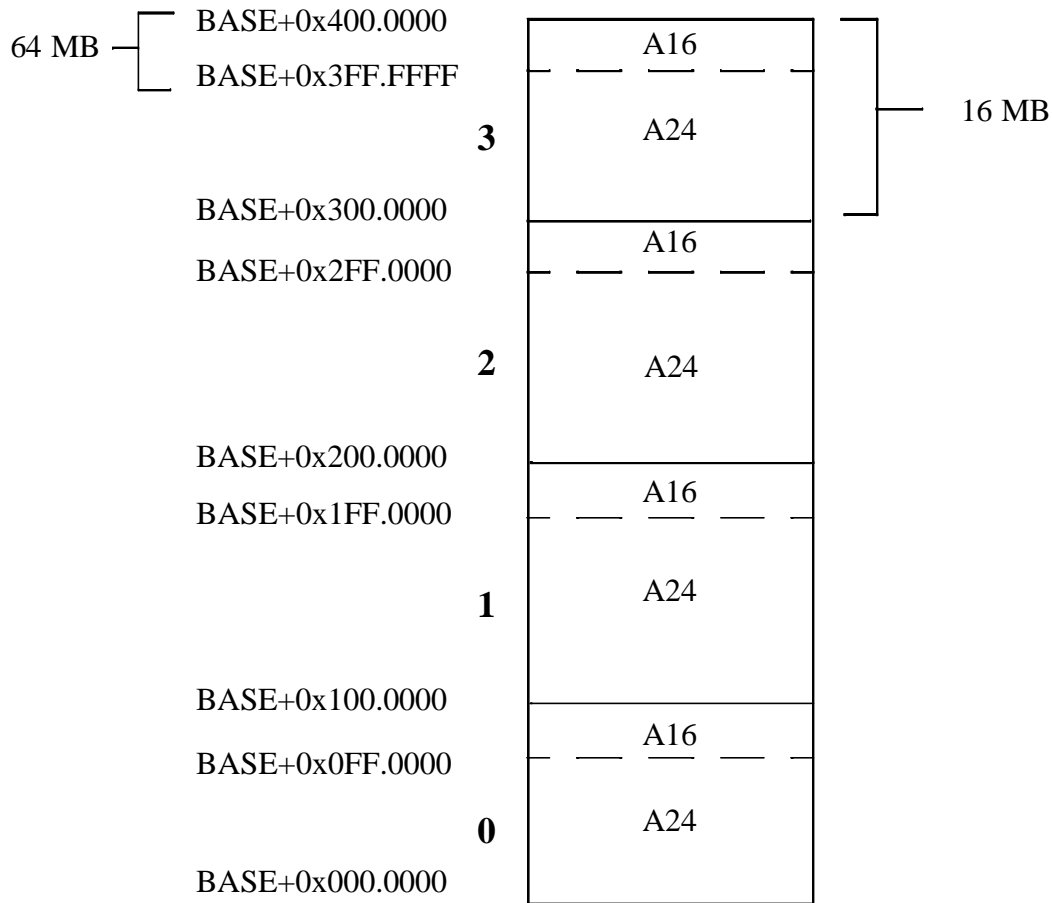 BASE+0x400.0000
A16
64 MB
BASE+0x3FF.FFFF
16 MB
3
A24
BASE+0x300.0000
A16
BASE+0x2FF.0000
2
A24
BASE+0x200.0000
A16
BASE+0x1FF.0000
1
A24
BASE+0x100.0000
A16
BASE+0x0FF.0000
0
A24
BASE+0x000.0000